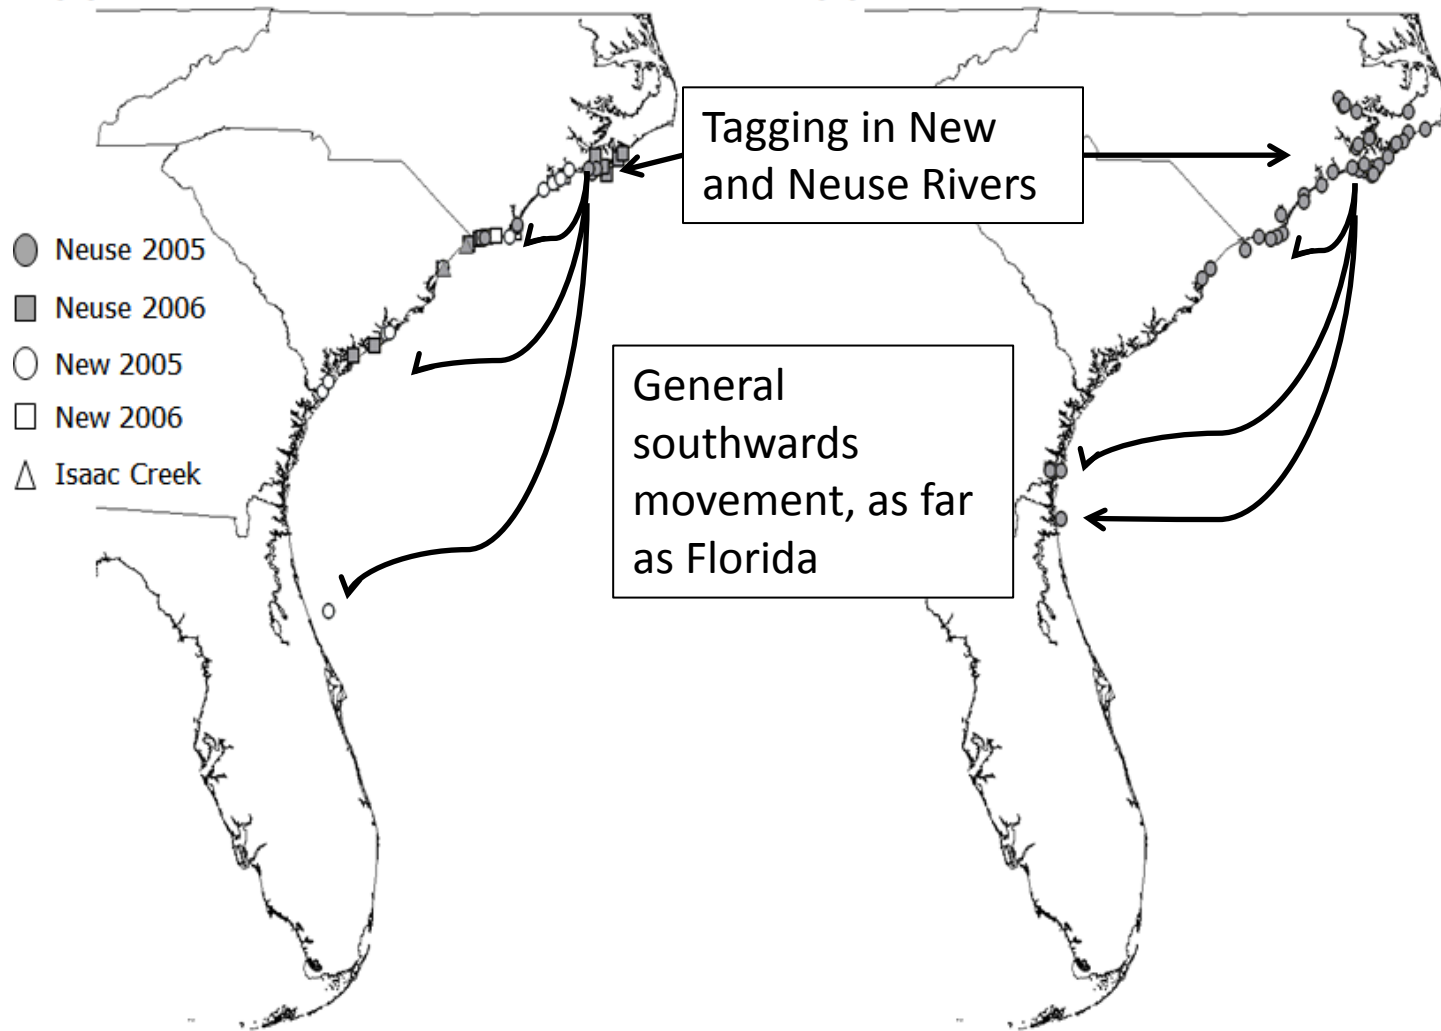 Tagging in New
and Neuse Rivers
Neuse 2005
Neuse 2006
New 2005
New 2006
Isaac Creek
General
southwards
movement, as far
as Florida